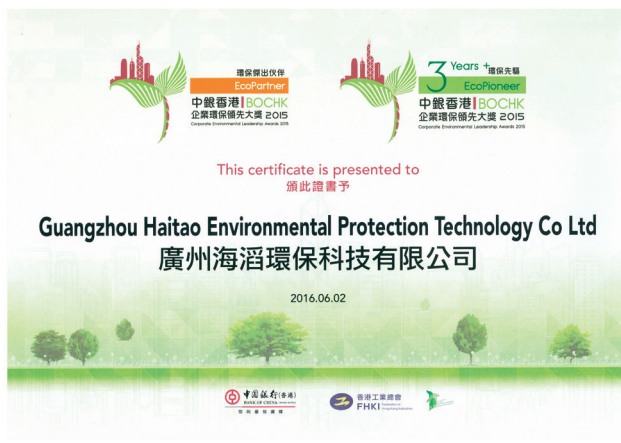 環保傑出伙伴
EcoPartner
中銀香港 BOCHK
企業環保領先大獎 2015
Corporate Environmental Leadership Awards 2015
3 Years + 環保先驅
EcoPioneer
中銀香港 BOCHK
企業環保領先大獎 2015
Corporate Environmental Leadership Awards 2015
This certificate is presented to
頒此證書予
Guangzhou Haitao Environmental Protection Technology Co Ltd
廣州海滔環保科技有限公司
2016.06.02
中國銀行(香港)
BANK OF CHINA
香港工業總會
FHKI
Federation of
Hong Kong Industries